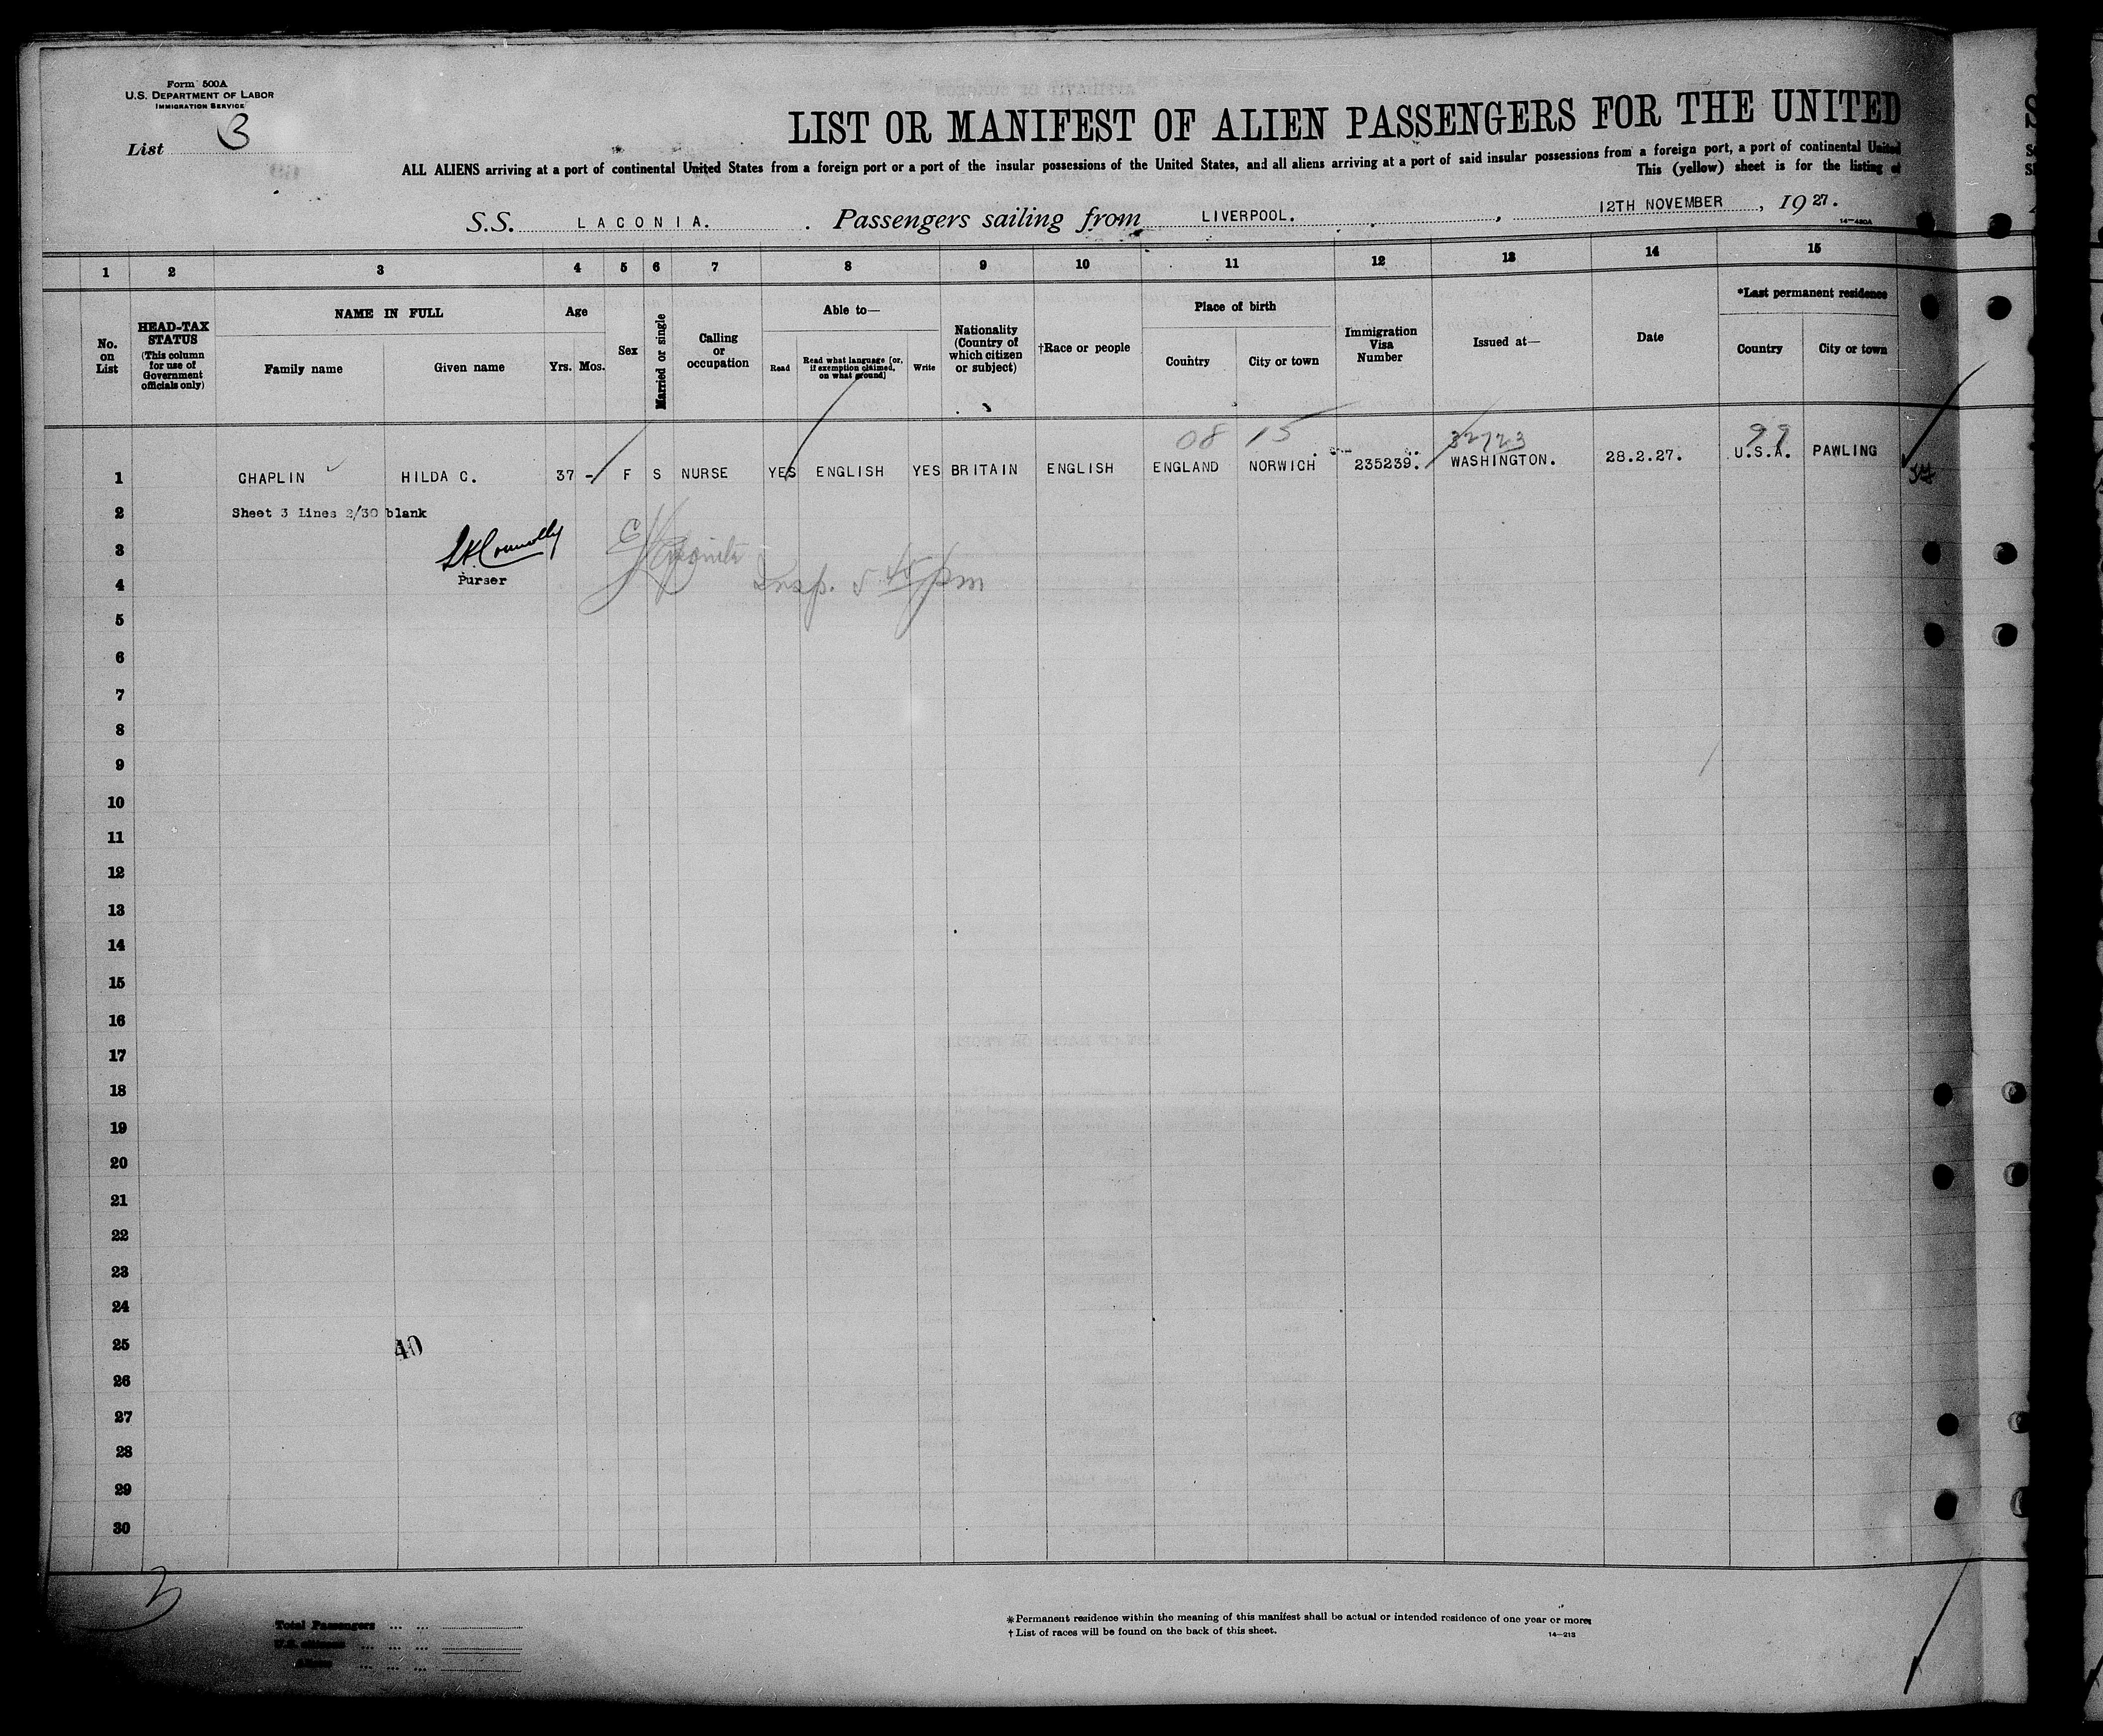 Form 500A
U.S. DEPARTMENT OF LABOR
IMMIGRATION SERVICE
List 3
LIST OR MANIFEST OF ALIEN PASSENGERS FOR THE UNITED
ALL ALIENS arriving at a port of continental United States from a foreign port or a port of the insular possessions of the United States, and all aliens arriving at a port of said insular possessions from a foreign port, a port of continental United
This (yellow) sheet is for the listing of
S.S. LACONIA. . Passengers sailing from LIVERPOOL. , 12TH NOVEMBER , 1927.
14-430A
1 2 3 4 5 6 7 8 9 10 11 12 13 14 15
No. on List
HEAD-TAX STATUS
(This column for use of Government officials only)
NAME IN FULL
Family name Given name
Age
Yrs. Mos.
Sex
Married or single
Calling or occupation
Able to—
Read Read what language [or, if exemption claimed, on what ground] Write
Nationality (Country of which citizen or subject)
†Race or people
Place of birth
Country City or town
Immigration Visa Number
Issued at—
Date
*Last permanent residence
Country City or town
08 15 32723 99
1 CHAPLIN HILDA C. 37 - F S NURSE YES ENGLISH YES BRITAIN ENGLISH ENGLAND NORWICH 235239. WASHINGTON. 28.2.27. U.S.A. PAWLING
2 Sheet 3 Lines 2/30 blank
3 Connolly
Purser
4 Insp. 5 45 pm
5
6
7
8
9
10
11
12
13
14
15
16
17
18
19
20
21
22
23
24
25 40
26
27
28
29
30
3
Total Passengers ... ...
U.S. citizens ... ... ...
Aliens ... ... ...
*Permanent residence within the meaning of this manifest shall be actual or intended residence of one year or more.
†List of races will be found on the back of this sheet.
14-213